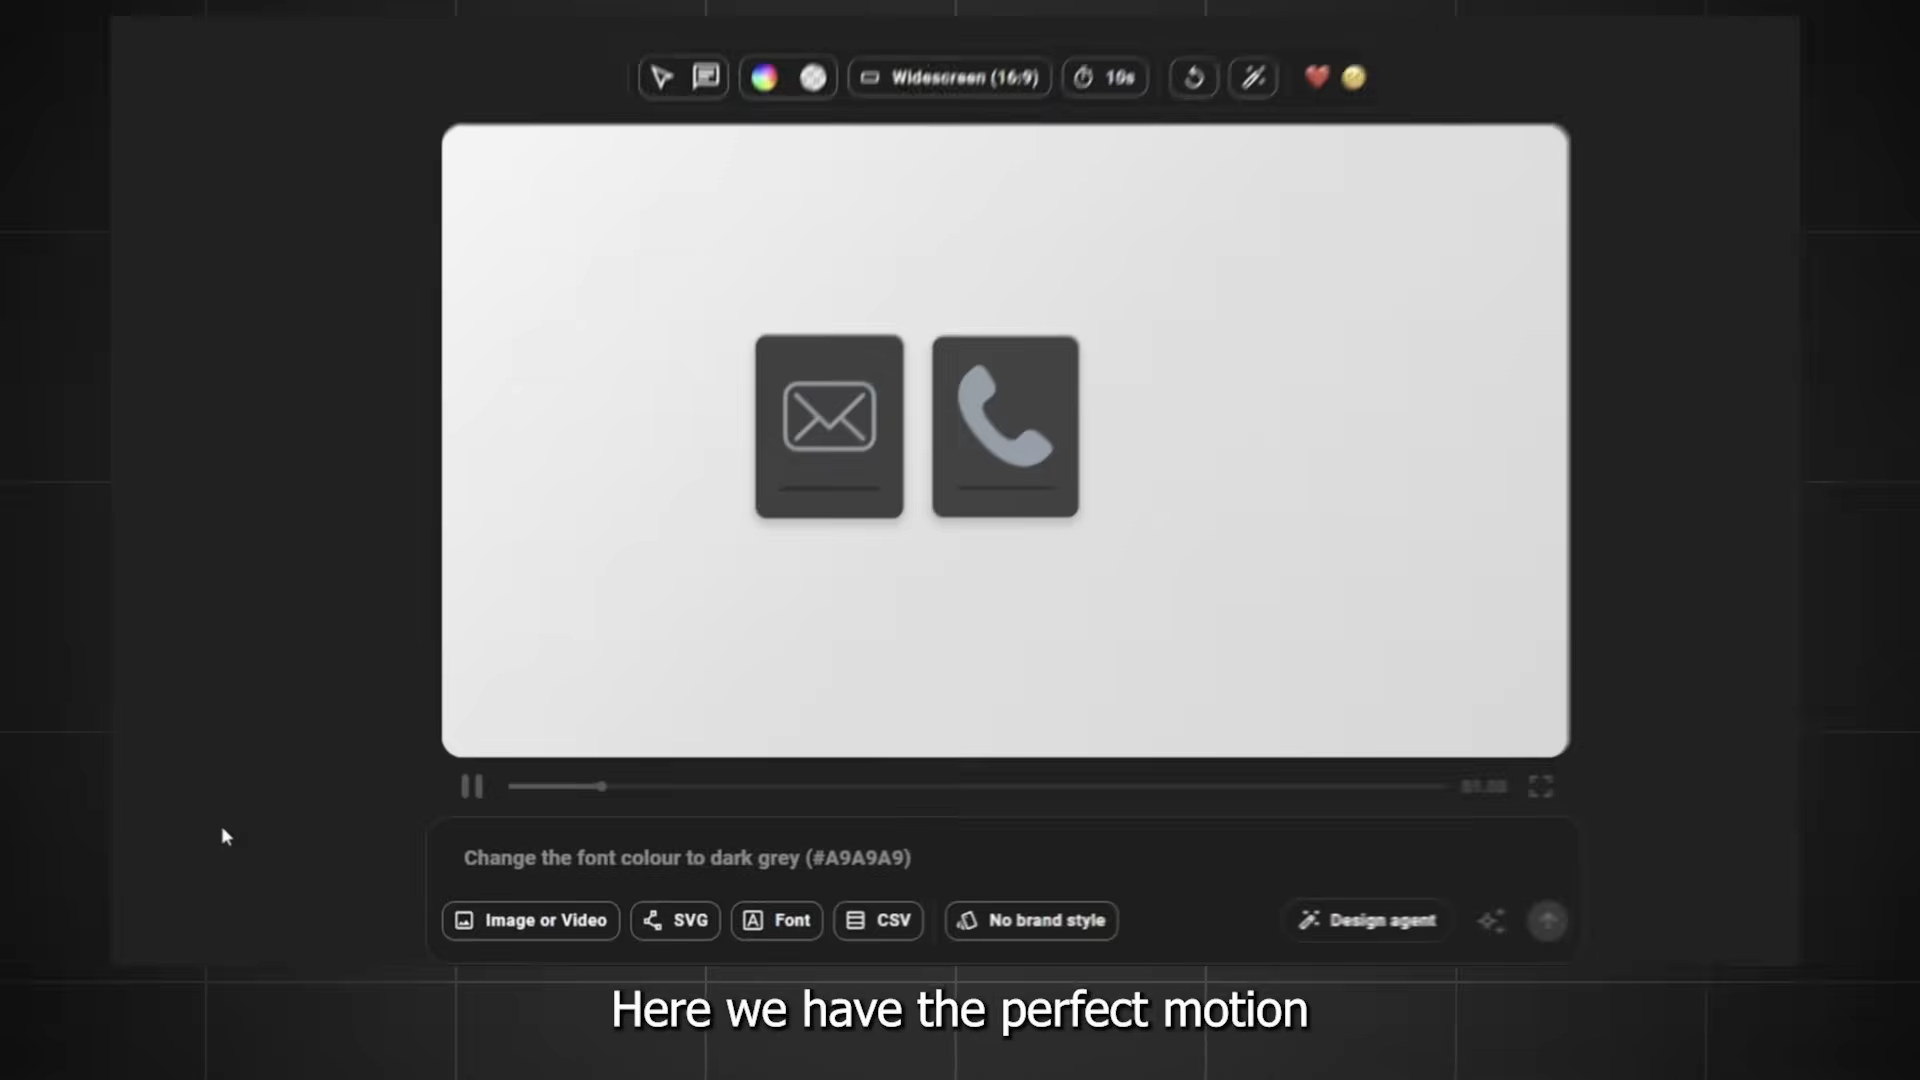 Widescreen (16:9)
10s
Change the font colour to dark grey (#A9A9A9)
Image or Video
SVG
Font
CSV
No brand style
Design agent
Here we have the perfect motion